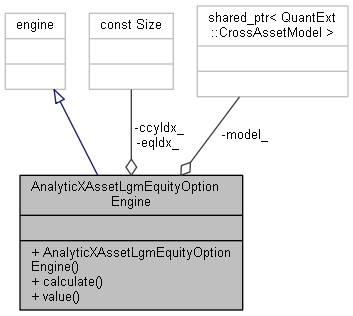 engine
const Size
shared_ptr< QuantExt
::CrossAssetModel >
-ccyIdx_
-eqIdx_
-model_
AnalyticXAssetLgmEquityOption
Engine
+ AnalyticXAssetLgmEquityOption
Engine()
+ calculate()
+ value()